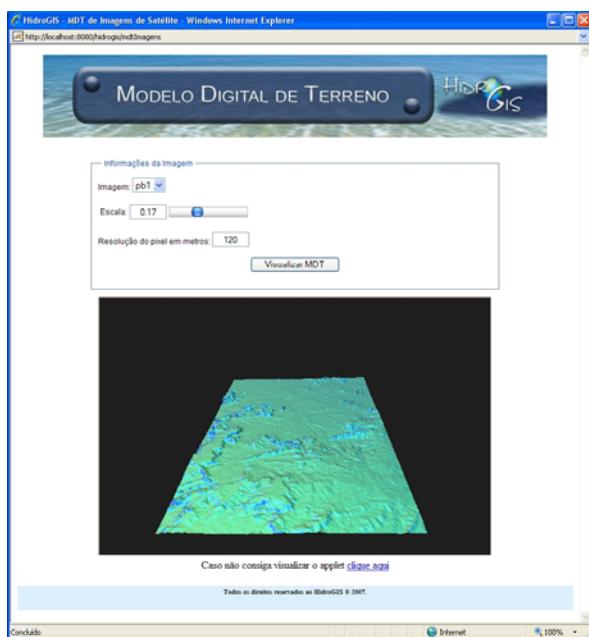 HidroGIS - MDT de Imagens de Satélite - Windows Internet Explorer
http://localhost:8080/hidrogis/mdtImagens
MODELO DIGITAL DE TERRENO
HIDROGIS
Informações da Imagem
Imagem: pb1
Escala: 0.17
Resolução do pixel em metros: 120
Visualizar MDT
Caso não consiga visualizar o applet clique aqui
Todos os direitos reservados ao HidroGIS © 2007.
Concluído Internet 100%